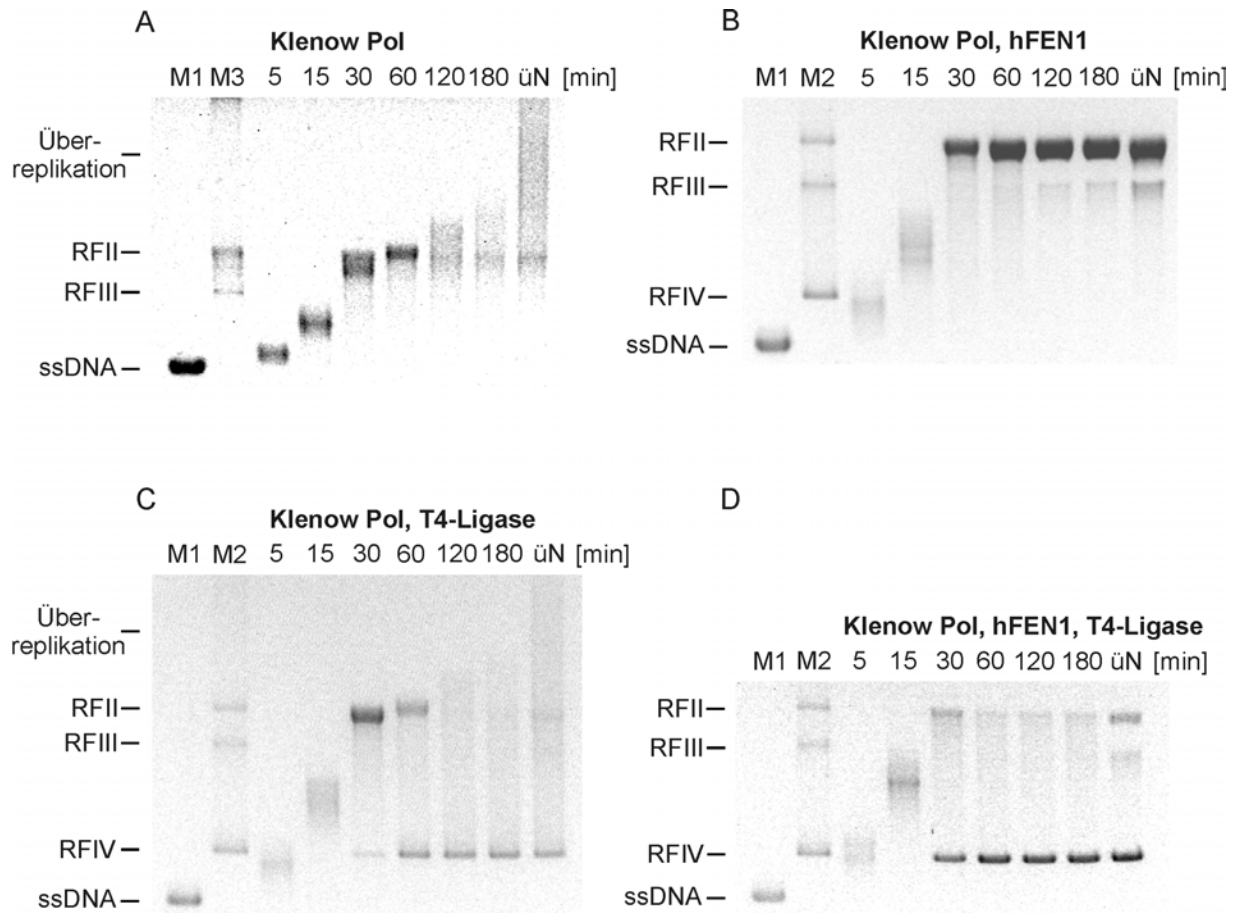 A
Klenow Pol
M1 M3 5 15 30 60 120 180 üN [min]
Über-
replikation
RFII
RFIII
ssDNA
B
Klenow Pol, hFEN1
M1 M2 5 15 30 60 120 180 üN [min]
RFII
RFIII
RFIV
ssDNA
C
Klenow Pol, T4-Ligase
M1 M2 5 15 30 60 120 180 üN [min]
Über-
replikation
RFII
RFIII
RFIV
ssDNA
D
Klenow Pol, hFEN1, T4-Ligase
M1 M2 5 15 30 60 120 180 üN [min]
RFII
RFIII
RFIV
ssDNA